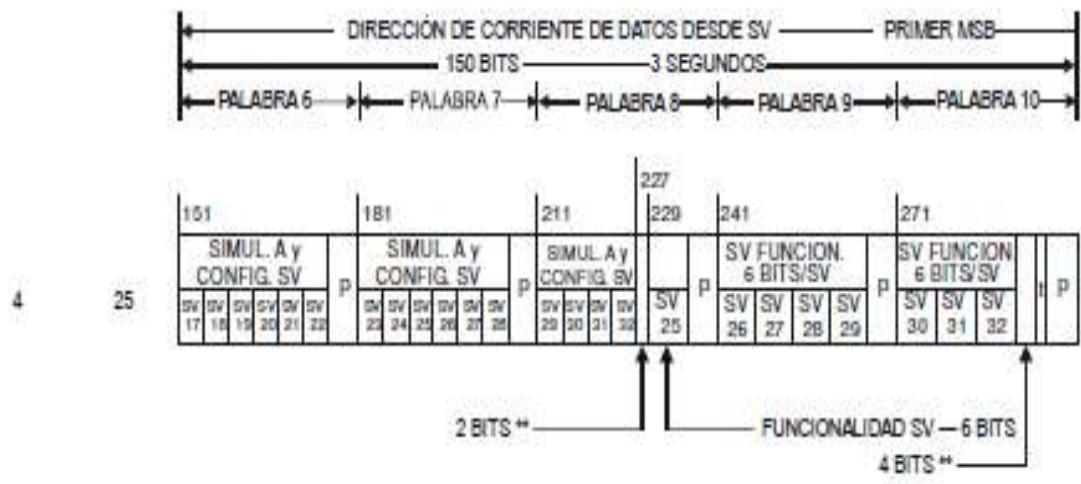 DIRECCIÓN DE CORRIENTE DE DATOS DESDE SV PRIMER MSB
150 BITS 3 SEGUNDOS
PALABRA 6 PALABRA 7 PALABRA 8 PALABRA 9 PALABRA 10
227
151 181 211 229 241 271
SIMUL. A y SIMUL. A y SIMUL. A y SV FUNCION. SV FUNCION
CONFIG. SV P CONFIG. SV P CONFIG. SV P 6 BITS/SV P 6 BITS/SV t P
4 25
SV SV SV SV SV SV SV SV SV SV SV SV SV SV SV SV SV SV SV SV SV SV SV SV
17 18 19 20 21 22 23 24 25 26 27 28 29 30 31 32 25 26 27 28 29 30 31 32
2 BITS ** FUNCIONALIDAD SV — 6 BITS
4 BITS **